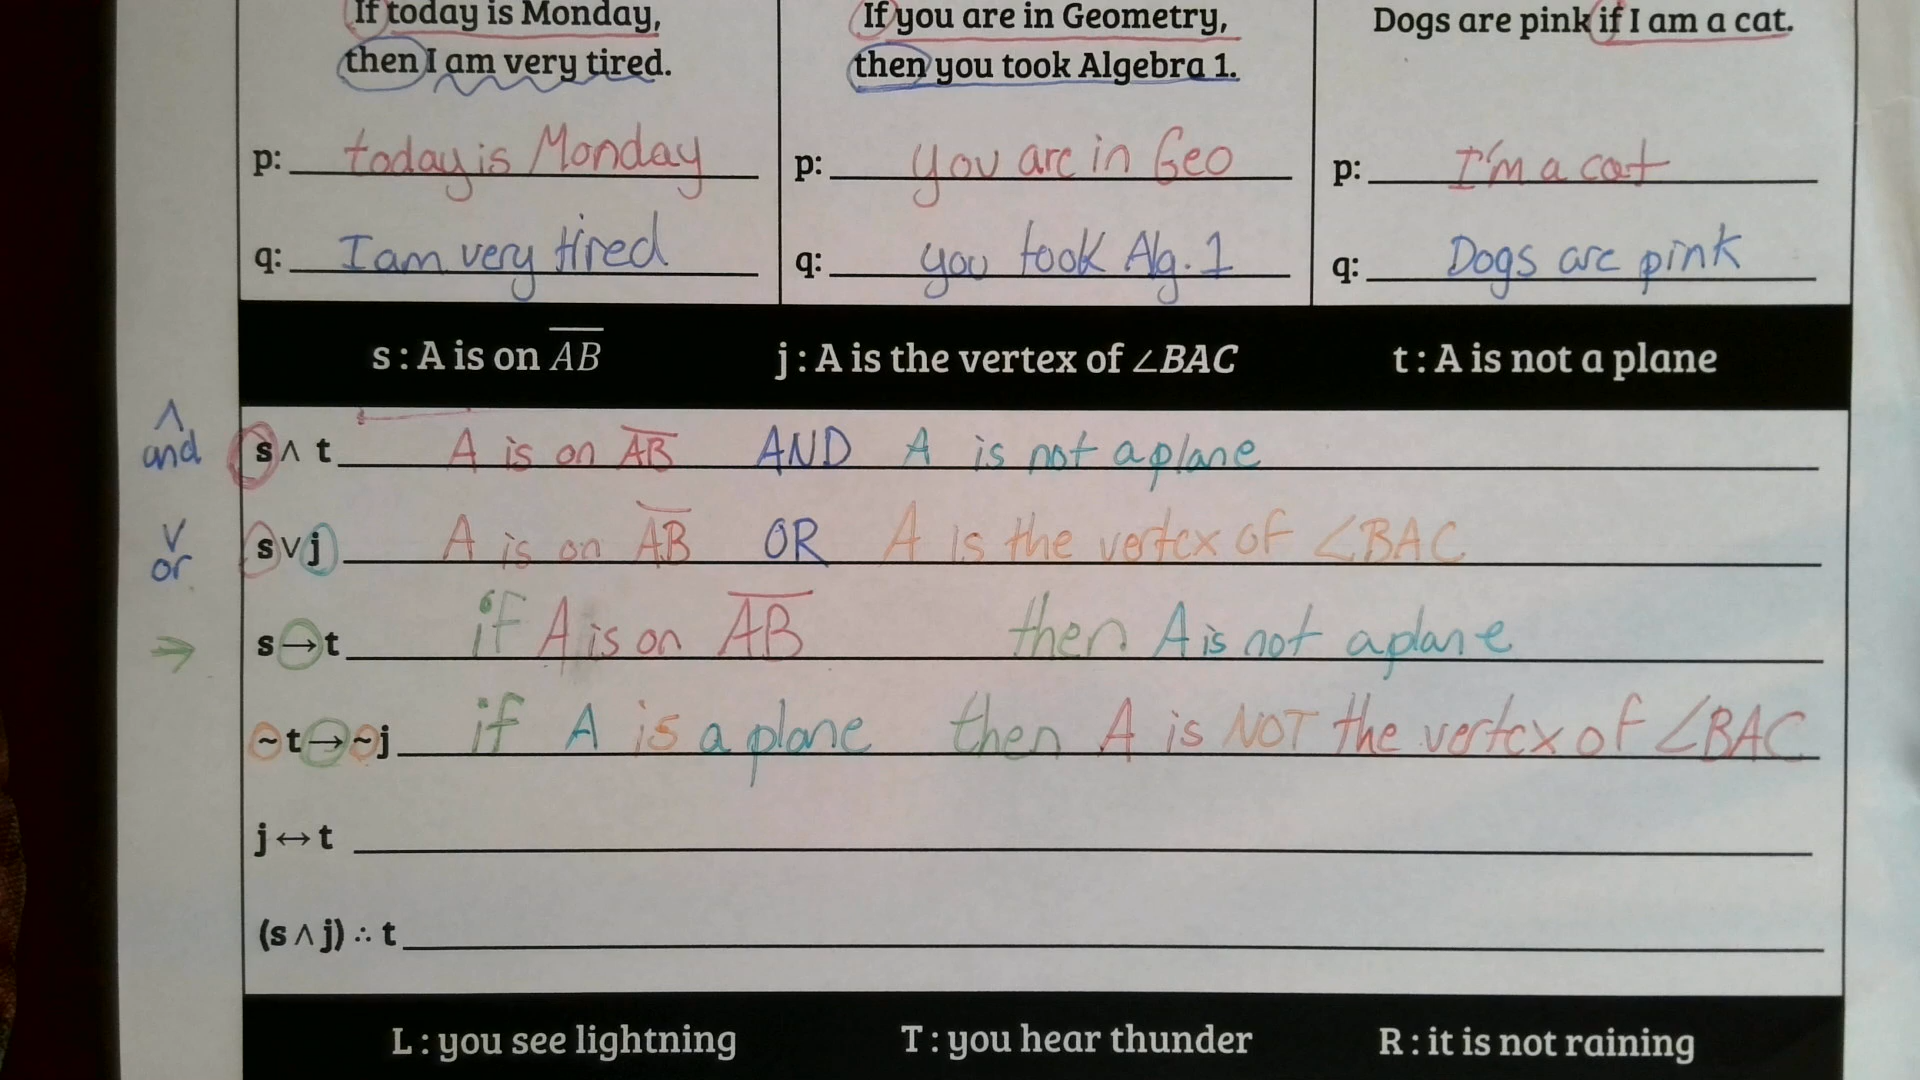 If today is Monday,
then I am very tired.
p: today is Monday
q: I am very tired
If you are in Geometry,
then you took Algebra 1.
p: you are in Geo
q: you took Alg. 1
Dogs are pink if I am a cat.
p: I'm a cat
q: Dogs are pink
s : A is on A̅B̅ j : A is the vertex of ∠BAC t : A is not a plane
∧
and
s ∧ t A is on A̅B̅ AND A is not a plane
∨
or
s ∨ j A is on A̅B̅ OR A is the vertex of ∠BAC
→ s → t if A is on A̅B̅ then A is not a plane
~t → ~j if A is a plane then A is NOT the vertex of ∠BAC
j ↔ t
(s ∧ j) ∴ t
L : you see lightning T : you hear thunder R : it is not raining